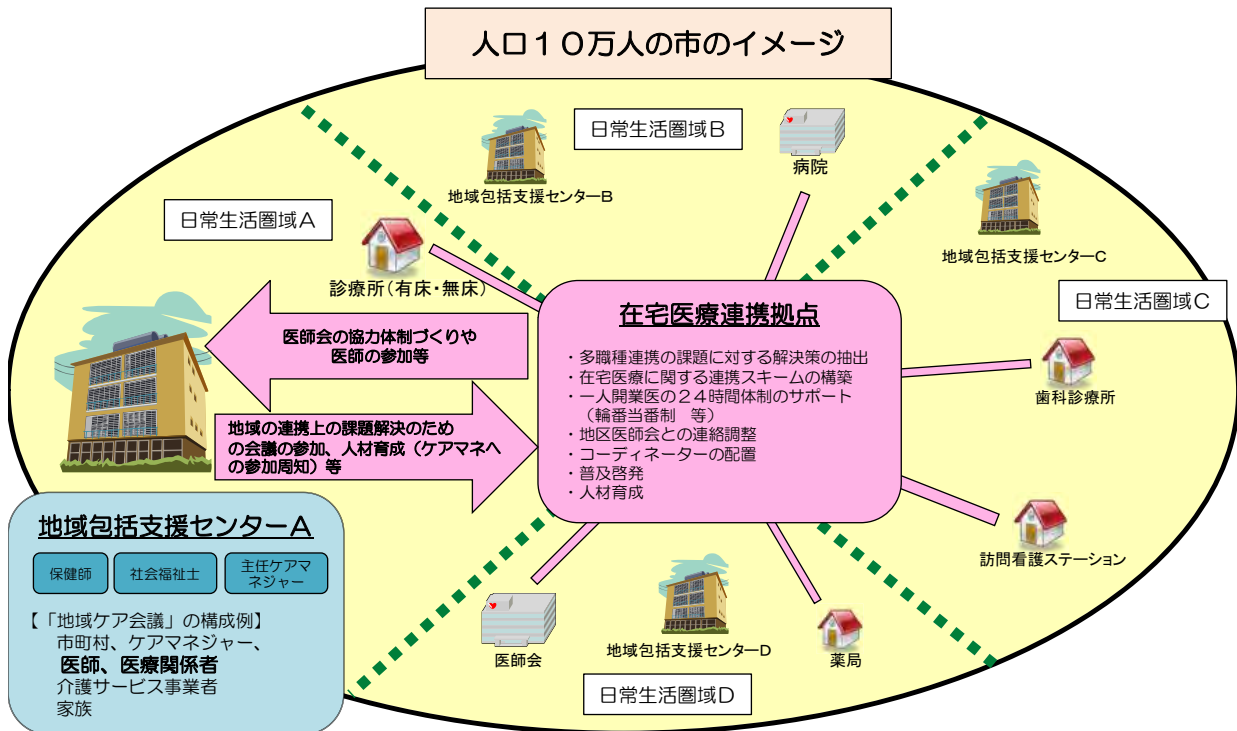 人口１０万人の市のイメージ
日常生活圏域Ｂ
病院
地域包括支援センターB
日常生活圏域Ａ
診療所（有床・無床）
地域包括支援センターC
日常生活圏域Ｃ
医師会の協力体制づくりや
医師の参加等
地域の連携上の課題解決のため
の会議の参加、人材育成（ケアマネへ
の参加周知）等
在宅医療連携拠点
・多職種連携の課題に対する解決策の抽出
・在宅医療に関する連携スキームの構築
・一人開業医の２４時間体制のサポート
（輪番当番制　等）
・地区医師会との連絡調整
・コーディネーターの配置
・普及啓発
・人材育成
歯科診療所
訪問看護ステーション
地域包括支援センターＡ
保健師
社会福祉士
主任ケアマ
ネジャー
【「地域ケア会議」の構成例】
市町村、ケアマネジャー、
医師、医療関係者
介護サービス事業者
家族
医師会
地域包括支援センターD
薬局
日常生活圏域Ｄ